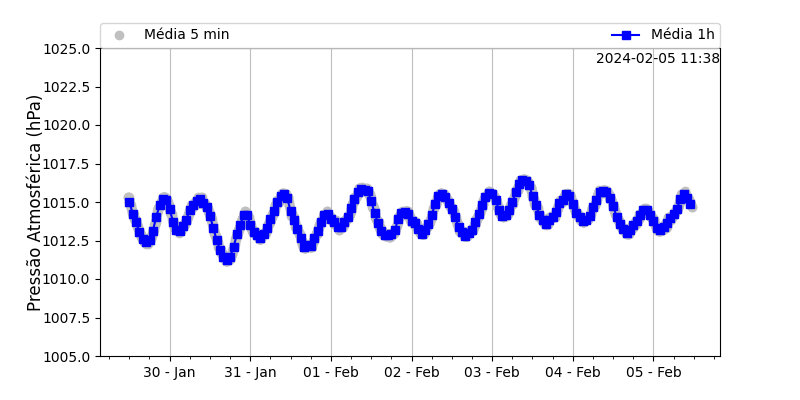 Média 5 min
Média 1h
2024-02-05 11:38
Pressão Atmosférica (hPa)
1025.0
1022.5
1020.0
1017.5
1015.0
1012.5
1010.0
1007.5
1005.0
30 - Jan
31 - Jan
01 - Feb
02 - Feb
03 - Feb
04 - Feb
05 - Feb